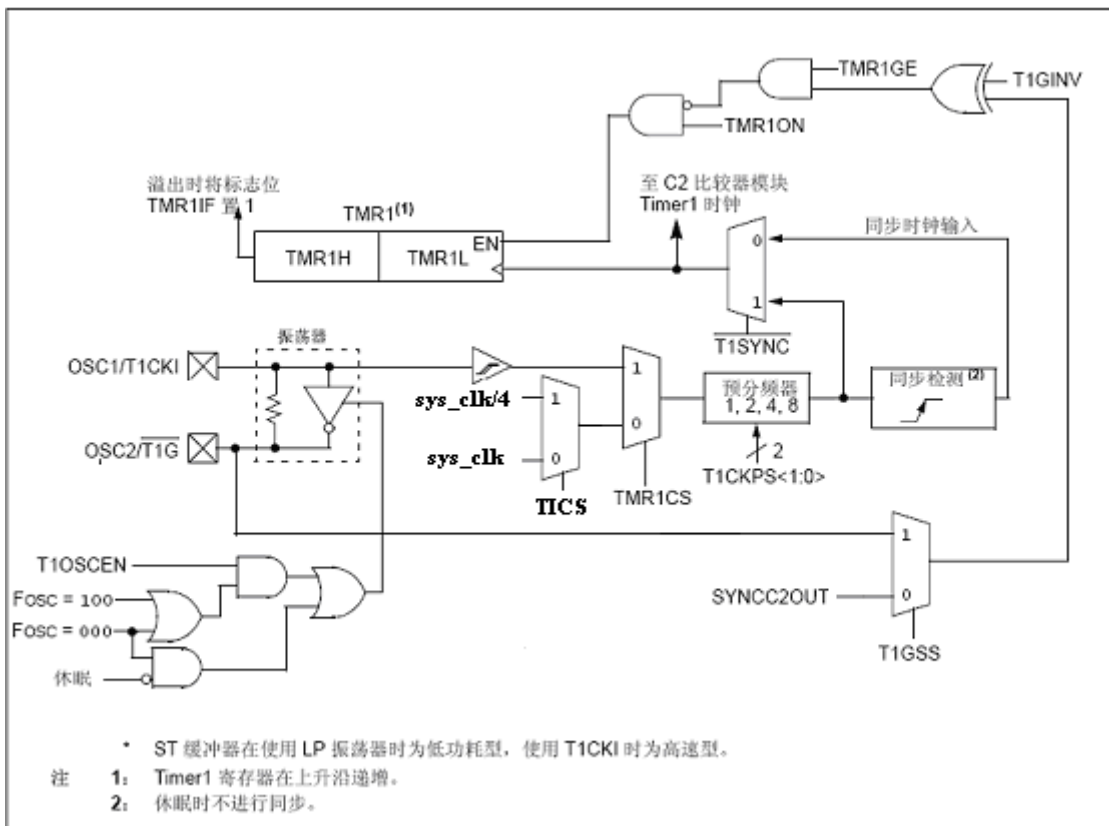 TMR1GE
T1GINV
TMR1ON
溢出时将标志位
TMR1IF 置 1
TMR1(1)
至 C2 比较器模块
Timer1 时钟
同步时钟输入
EN
TMR1H
TMR1L
0
1
T1SYNC
振荡器
OSC1/T1CKI
OSC2/T1G
sys_clk/4
1
sys_clk
0
TICS
1
0
TMR1CS
预分频器
1, 2, 4, 8
2
T1CKPS<1:0>
同步检测(2)
T1OSCEN
FOSC = 100
FOSC = 000
休眠
1
SYNCC2OUT
0
T1GSS
* ST 缓冲器在使用 LP 振荡器时为低功耗型，使用 T1CKI 时为高速型。
注 1: Timer1 寄存器在上升沿递增。
2: 休眠时不进行同步。